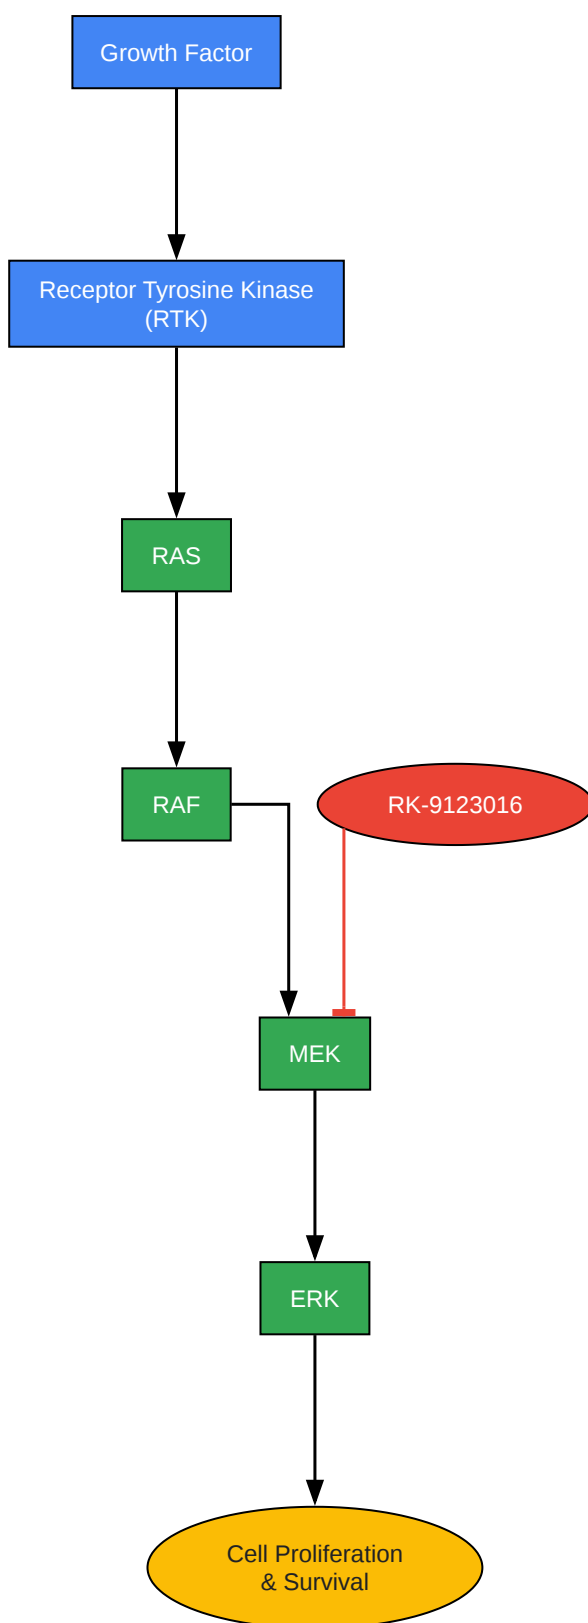 Growth Factor
Receptor Tyrosine Kinase
(RTK)
RAS
RAF
RK-9123016
MEK
ERK
Cell Proliferation
& Survival